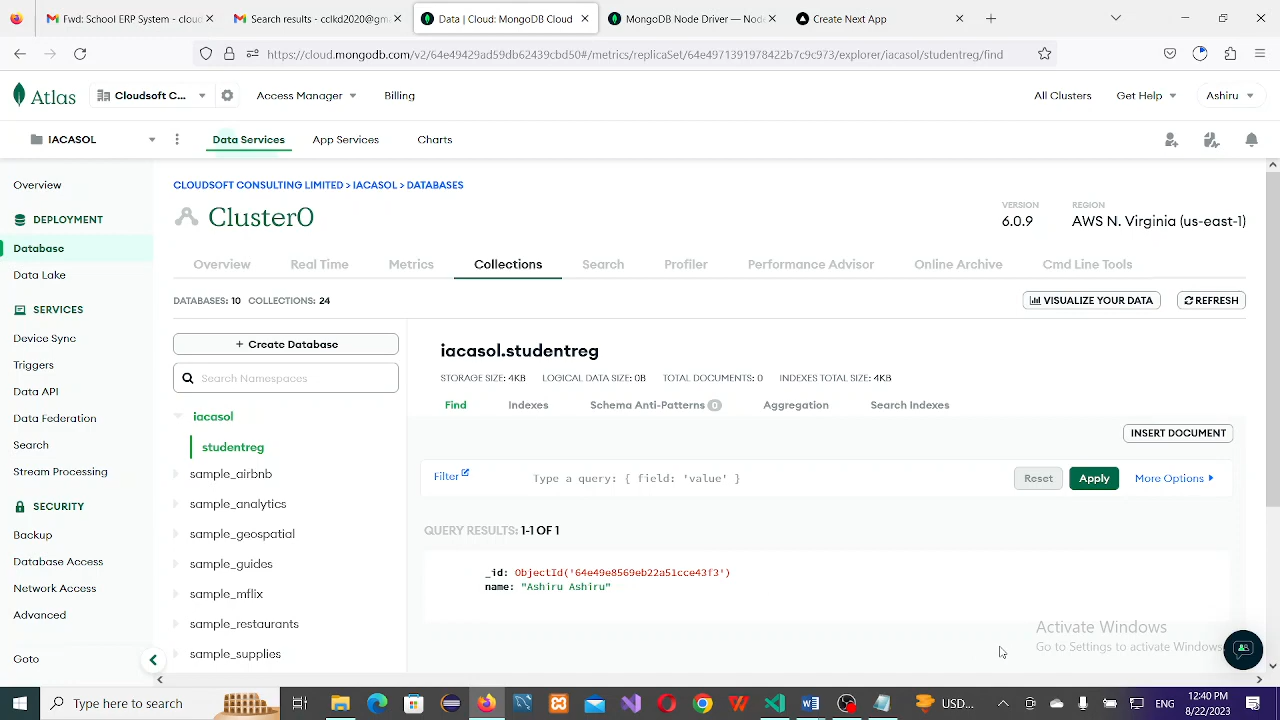 Fwd: School ERP System / clouds
cwkf2020@gmail.com
Data | Cloud: MongoDB Cloud
MongoDB Node Driver — Node
Create Next App
https://cloud.mongodb.com/v2/64e49429ad59db62439cbd50#/metrics/replicaSet/64e4971391978422b7c9c973/explorer/iacasol/studentreg/find
Atlas
Cloudsoft C...
Access Manager
Billing
All Clusters
Get Help
Ashiru
IACASOL
Data Services
App Services
Charts
Overview
DEPLOYMENT
Database
Data Lake
SERVICES
Device Sync
Triggers
Data API
Data Federation
Search
Stream Processing
SECURITY
Backup
Database Access
Network Access
Advanced
Goto
CLOUDSOFT CONSULTING LIMITED > IACASOL > DATABASES
Cluster0
VERSION
6.0.9
REGION
AWS N. Virginia (us-east-1)
Overview
Real Time
Metrics
Collections
Search
Profiler
Performance Advisor
Online Archive
Cmd Line Tools
DATABASES: 10 COLLECTIONS: 24
VISUALIZE YOUR DATA
REFRESH
+ Create Database
Search Namespaces
iacasol
studentreg
sample_airbnb
sample_analytics
sample_geospatial
sample_guides
sample_mflix
sample_restaurants
sample_supplies
iacasol.studentreg
STORAGE SIZE: 4KB LOGICAL DATA SIZE: 0B TOTAL DOCUMENTS: 0 INDEXES TOTAL SIZE: 4KB
Find
Indexes
Schema Anti-Patterns 0
Aggregation
Search Indexes
INSERT DOCUMENT
Filter
Type a query: { field: 'value' }
Reset
Apply
More Options
QUERY RESULTS: 1-1 OF 1
_id: ObjectId('64e49e8569eb22a51cce43f3')
name: "Ashiru Ashiru"
Activate Windows
Go to Settings to activate Windows.
Type here to search
USD...
ENG
12:40 PM
8/22/2023